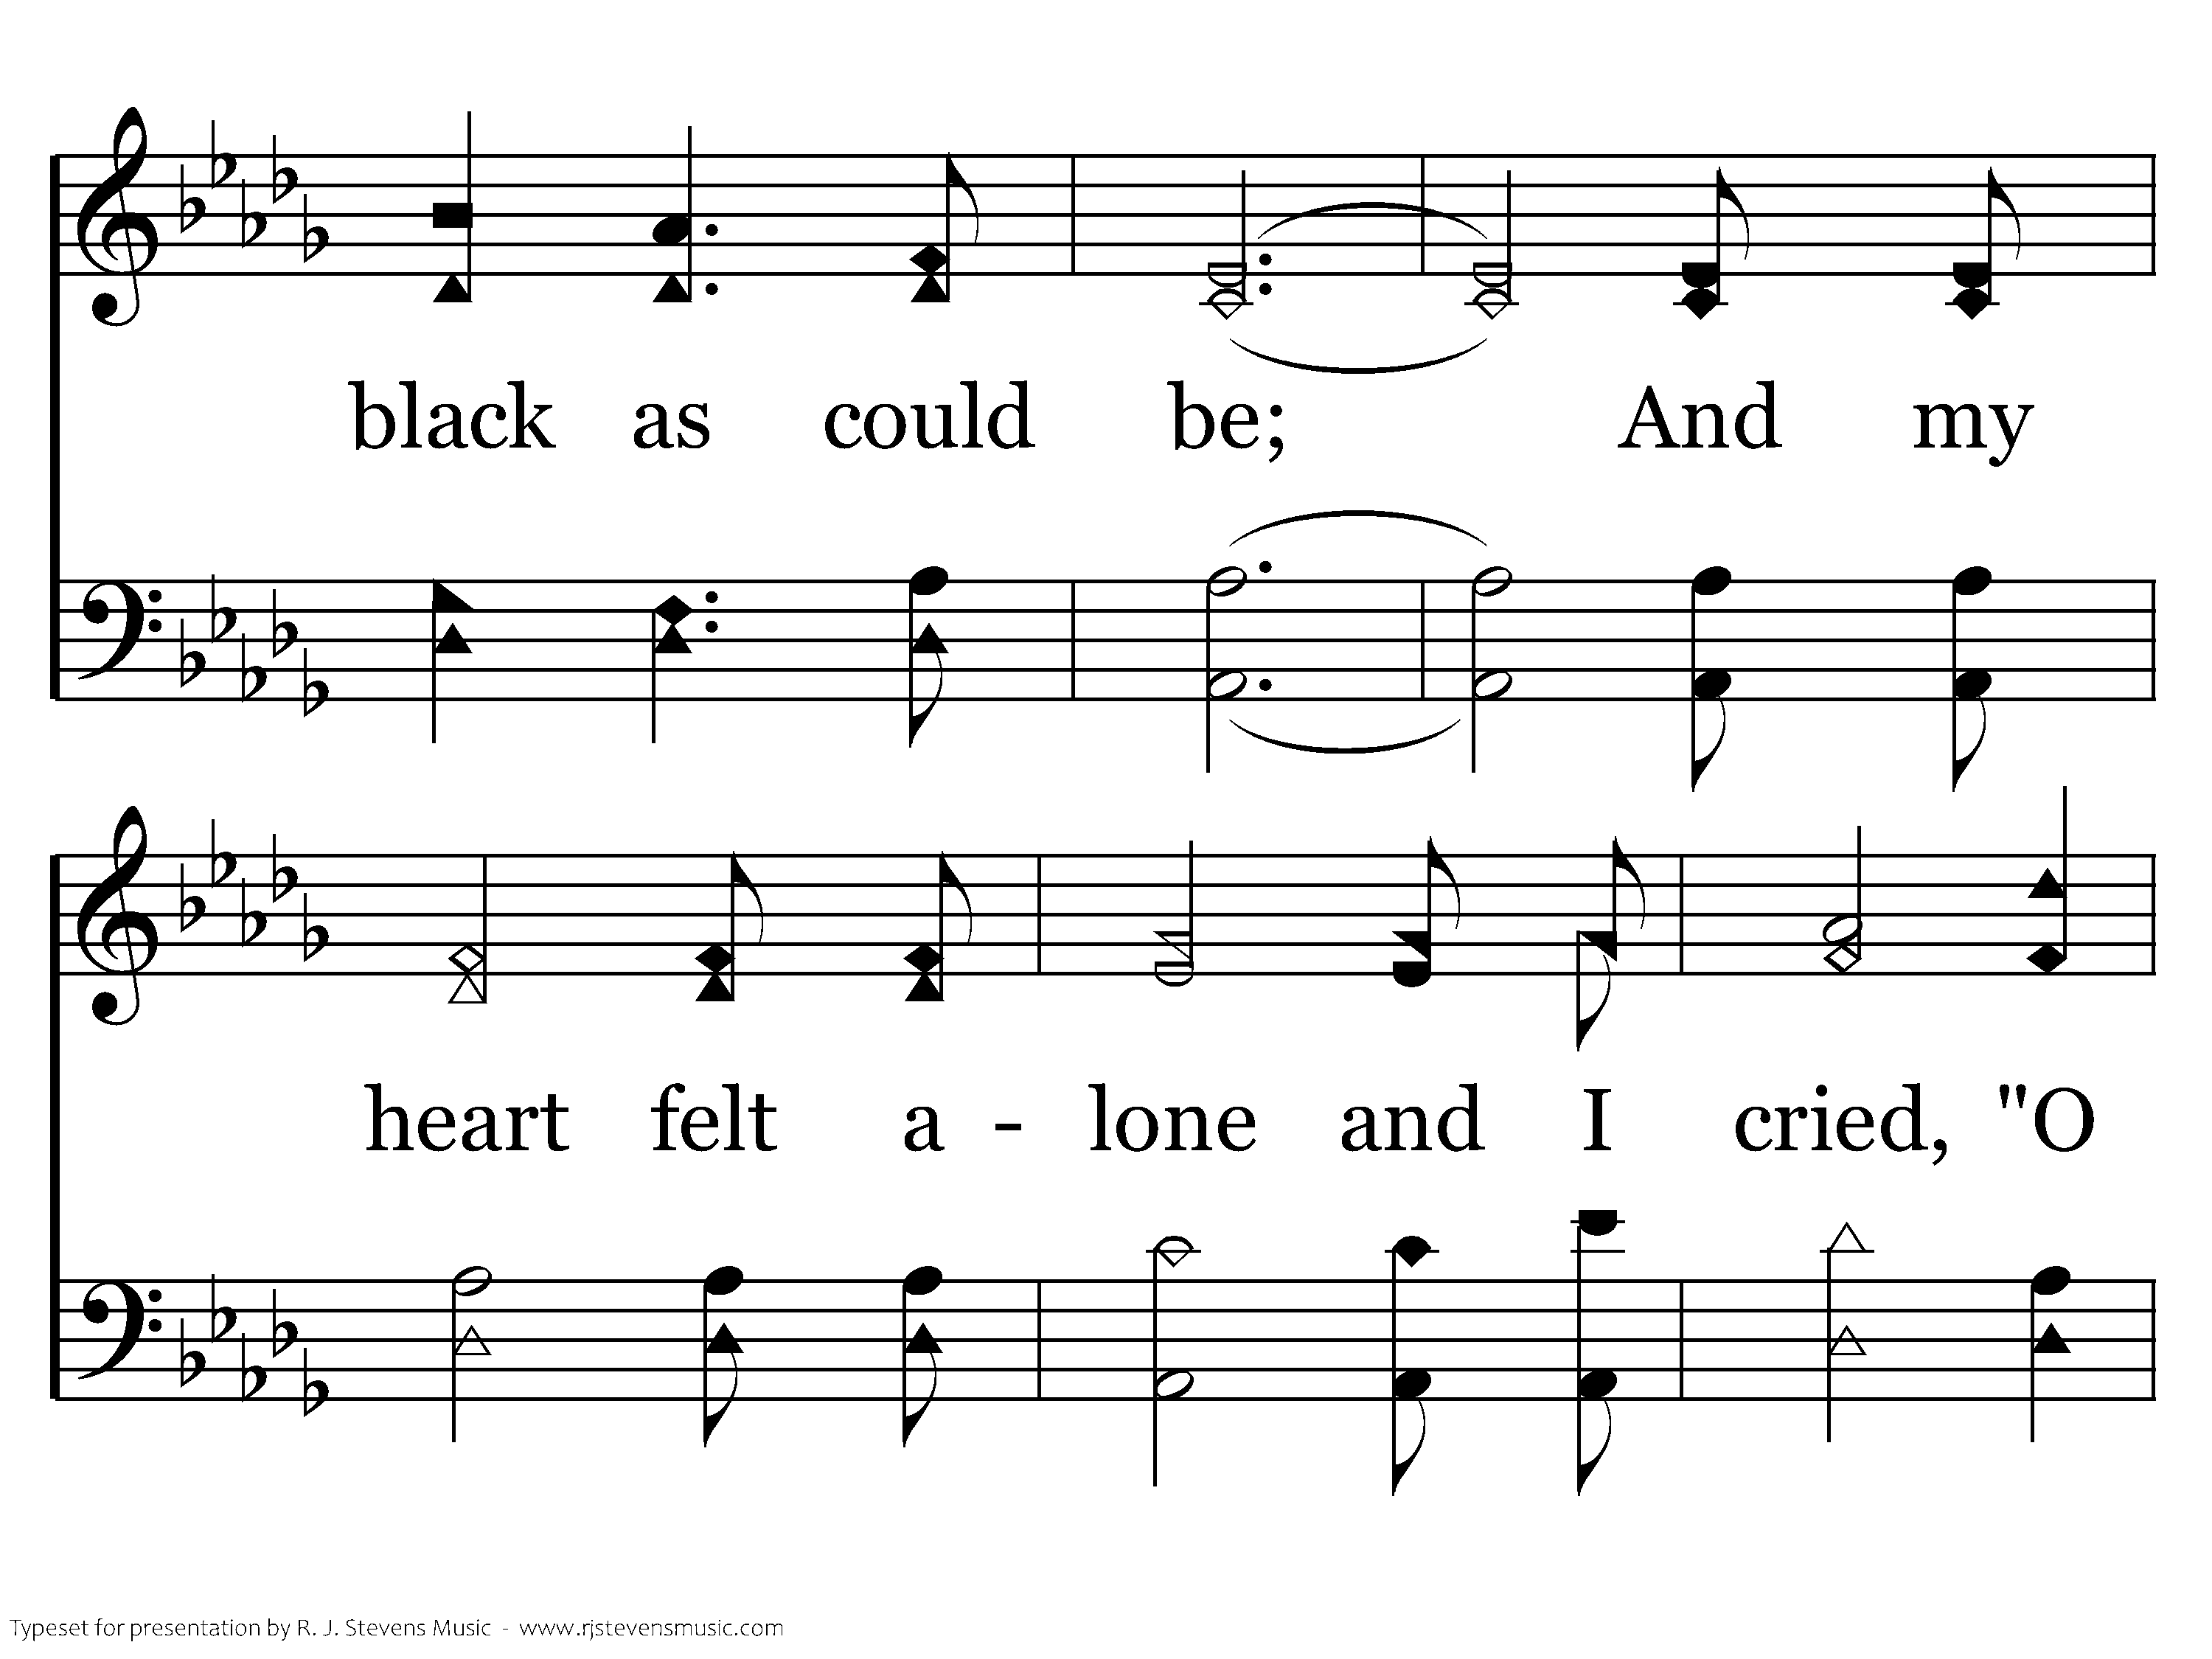 black as could be; And my
heart felt a - lone and I cried, "O
Typeset for presentation by R. J. Stevens Music - www.rjstevensmusic.com